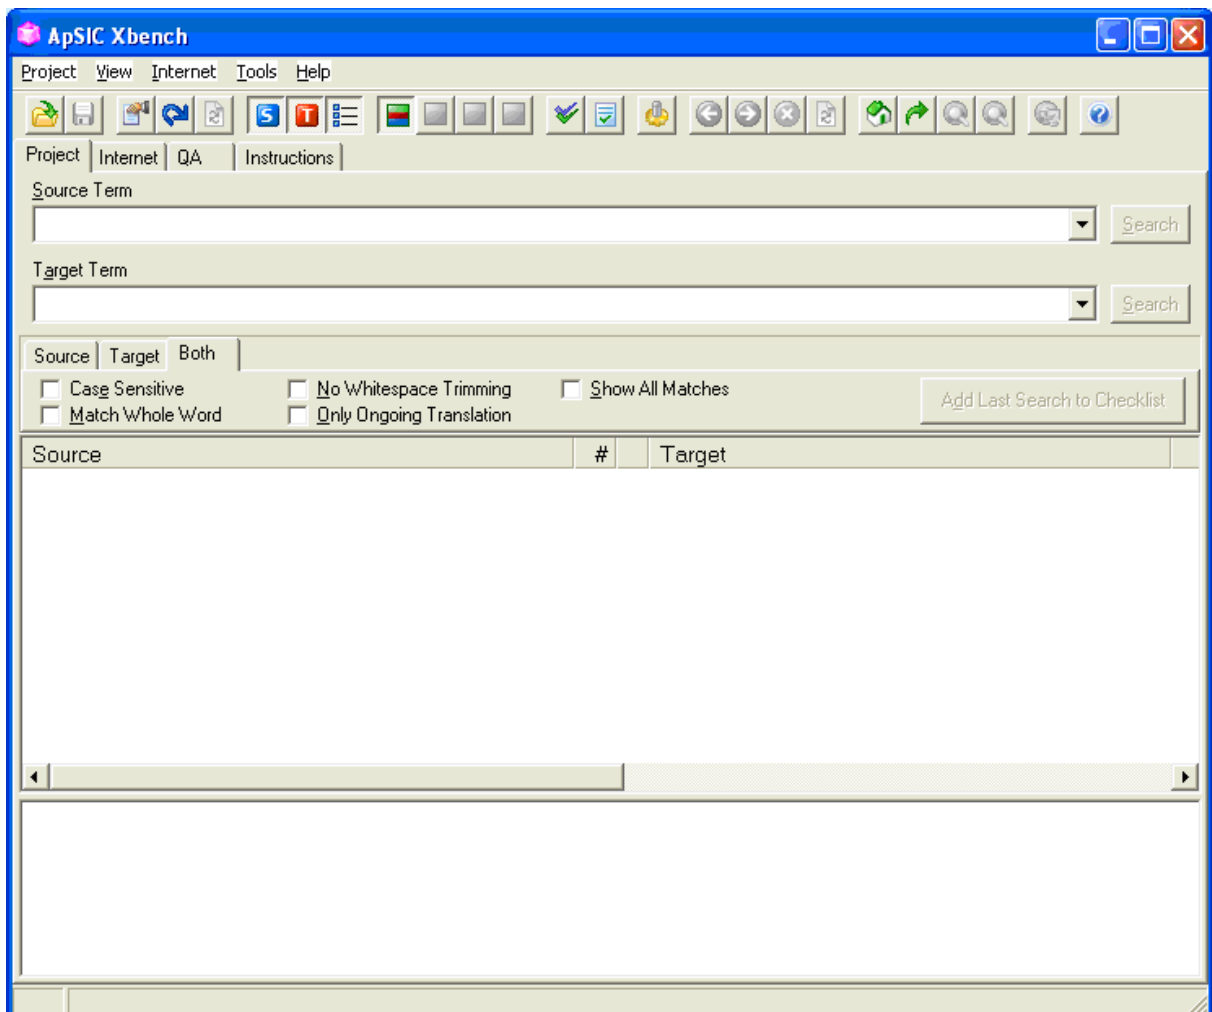 ApSIC Xbench
Project View Internet Tools Help
S T
Project Internet QA Instructions
Source Term
Search
Target Term
Search
Source Target Both
Case Sensitive No Whitespace Trimming Show All Matches
Match Whole Word Only Ongoing Translation
Add Last Search to Checklist
Source # Target